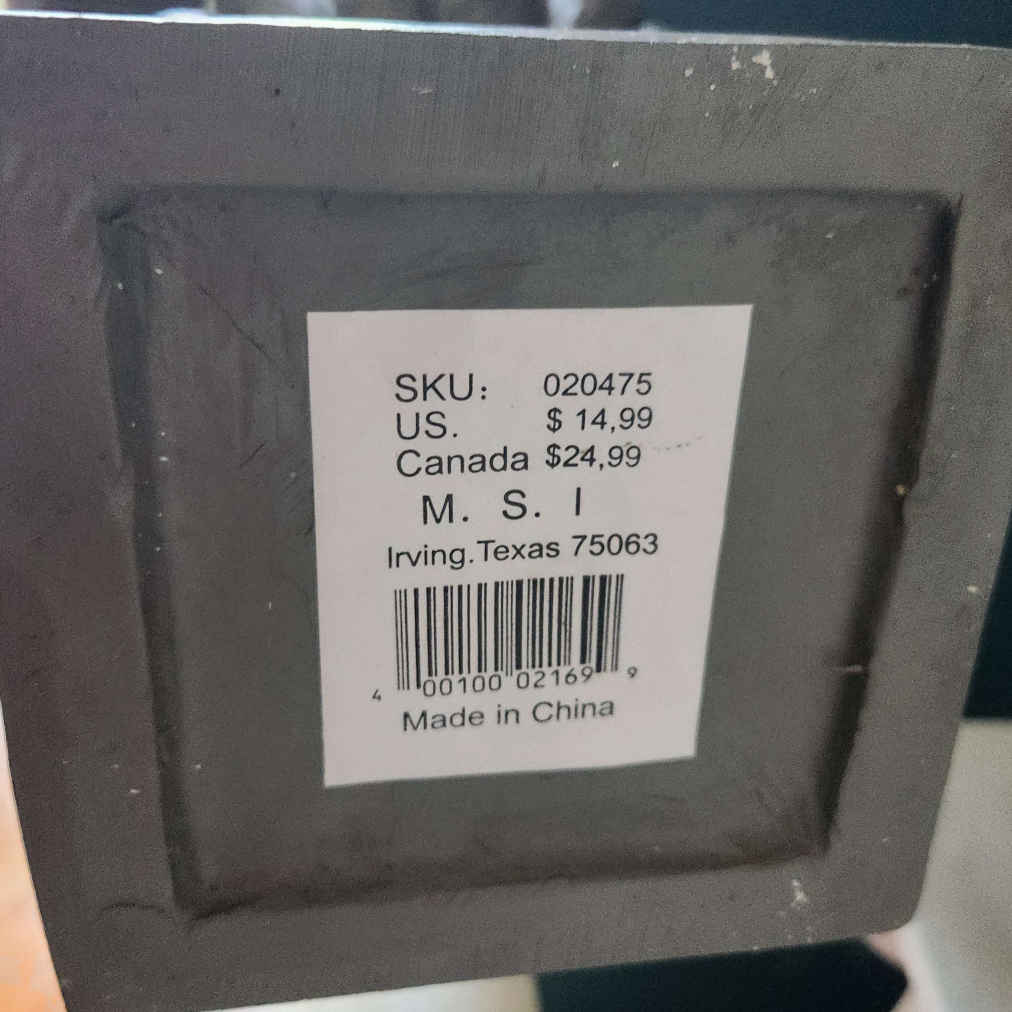 SKU: 020475
US. $ 14,99
Canada $24,99
M. S. I
Irving.Texas 75063
4 00100 02169 9
Made in China